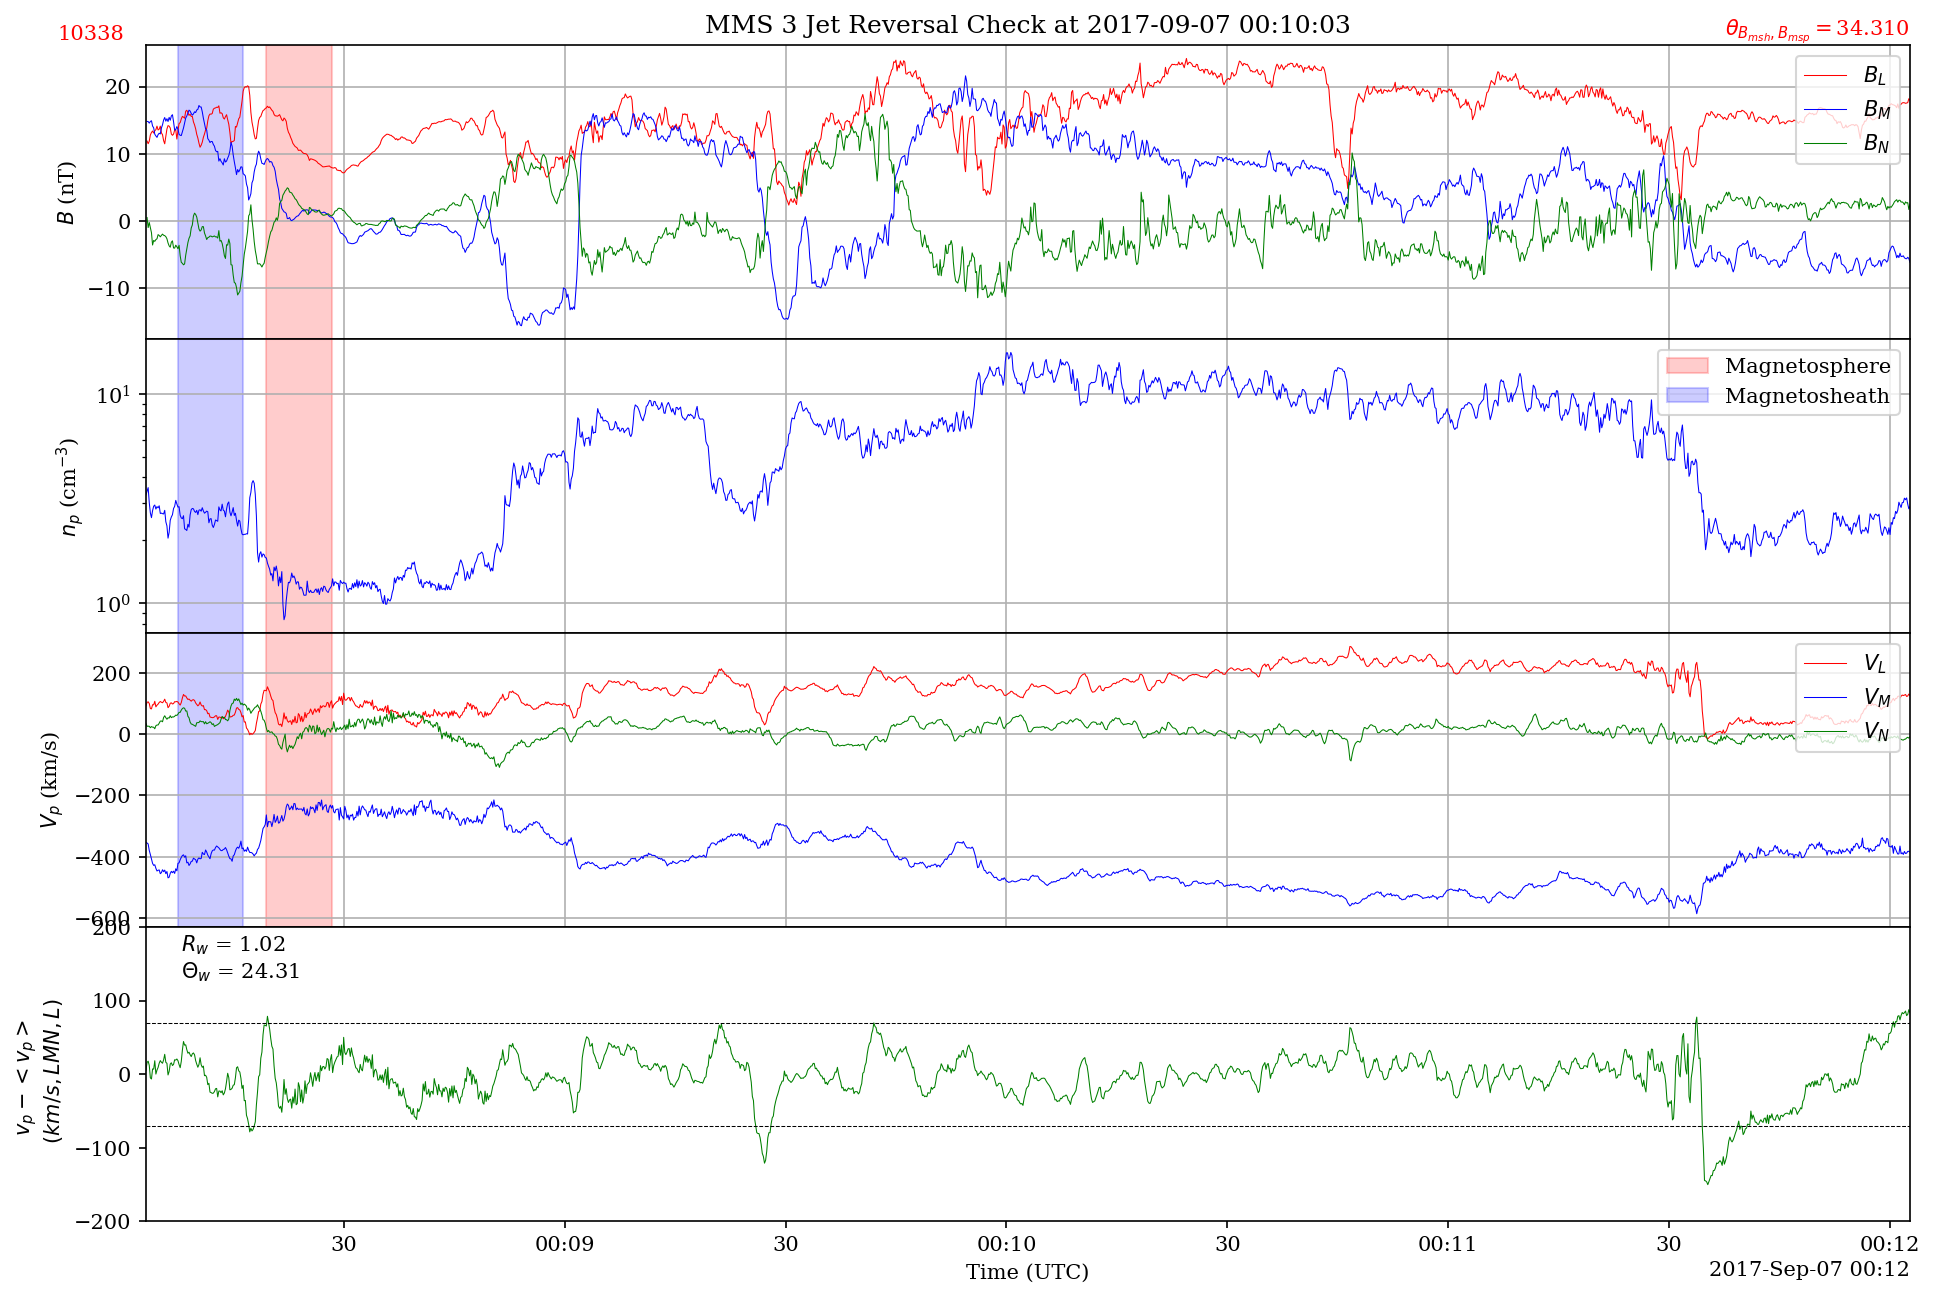 MMS 3 Jet Reversal Check at 2017-09-07 00:10:03
10338
θ_{B_{msh}, B_{msp}} = 34.310
B (nT)
20
10
0
−10
B_L
B_M
B_N
n_p (cm^{−3})
10^1
10^0
Magnetosphere
Magnetosheath
V_p (km/s)
200
0
−200
−400
−600
V_L
V_M
V_N
v_p − < v_p >
(km/s, LMN, L)
200
100
0
−100
−200
R_w = 1.02
Θ_w = 24.31
30
00:09
30
00:10
30
00:11
30
00:12
Time (UTC)
2017-Sep-07 00:12